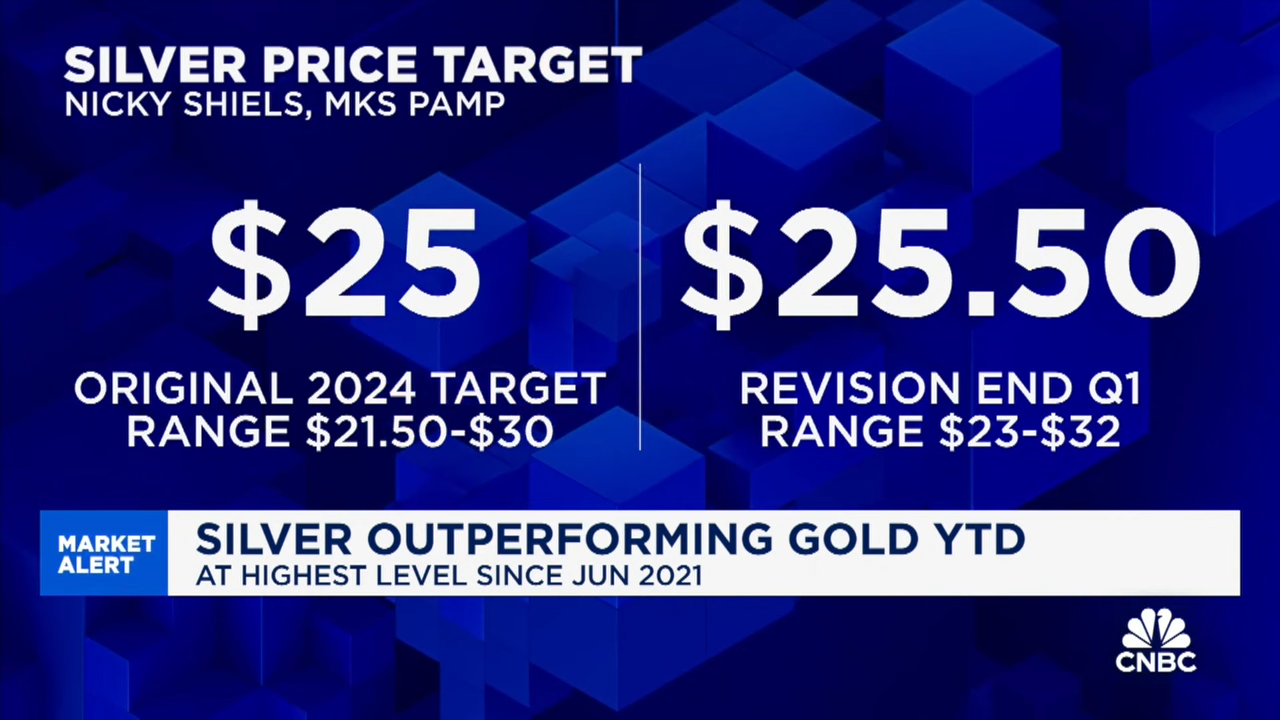 SILVER PRICE TARGET
NICKY SHIELS, MKS PAMP
$25
ORIGINAL 2024 TARGET
RANGE $21.50-$30
$25.50
REVISION END Q1
RANGE $23-$32
MARKET
ALERT
SILVER OUTPERFORMING GOLD YTD
AT HIGHEST LEVEL SINCE JUN 2021
CNBC